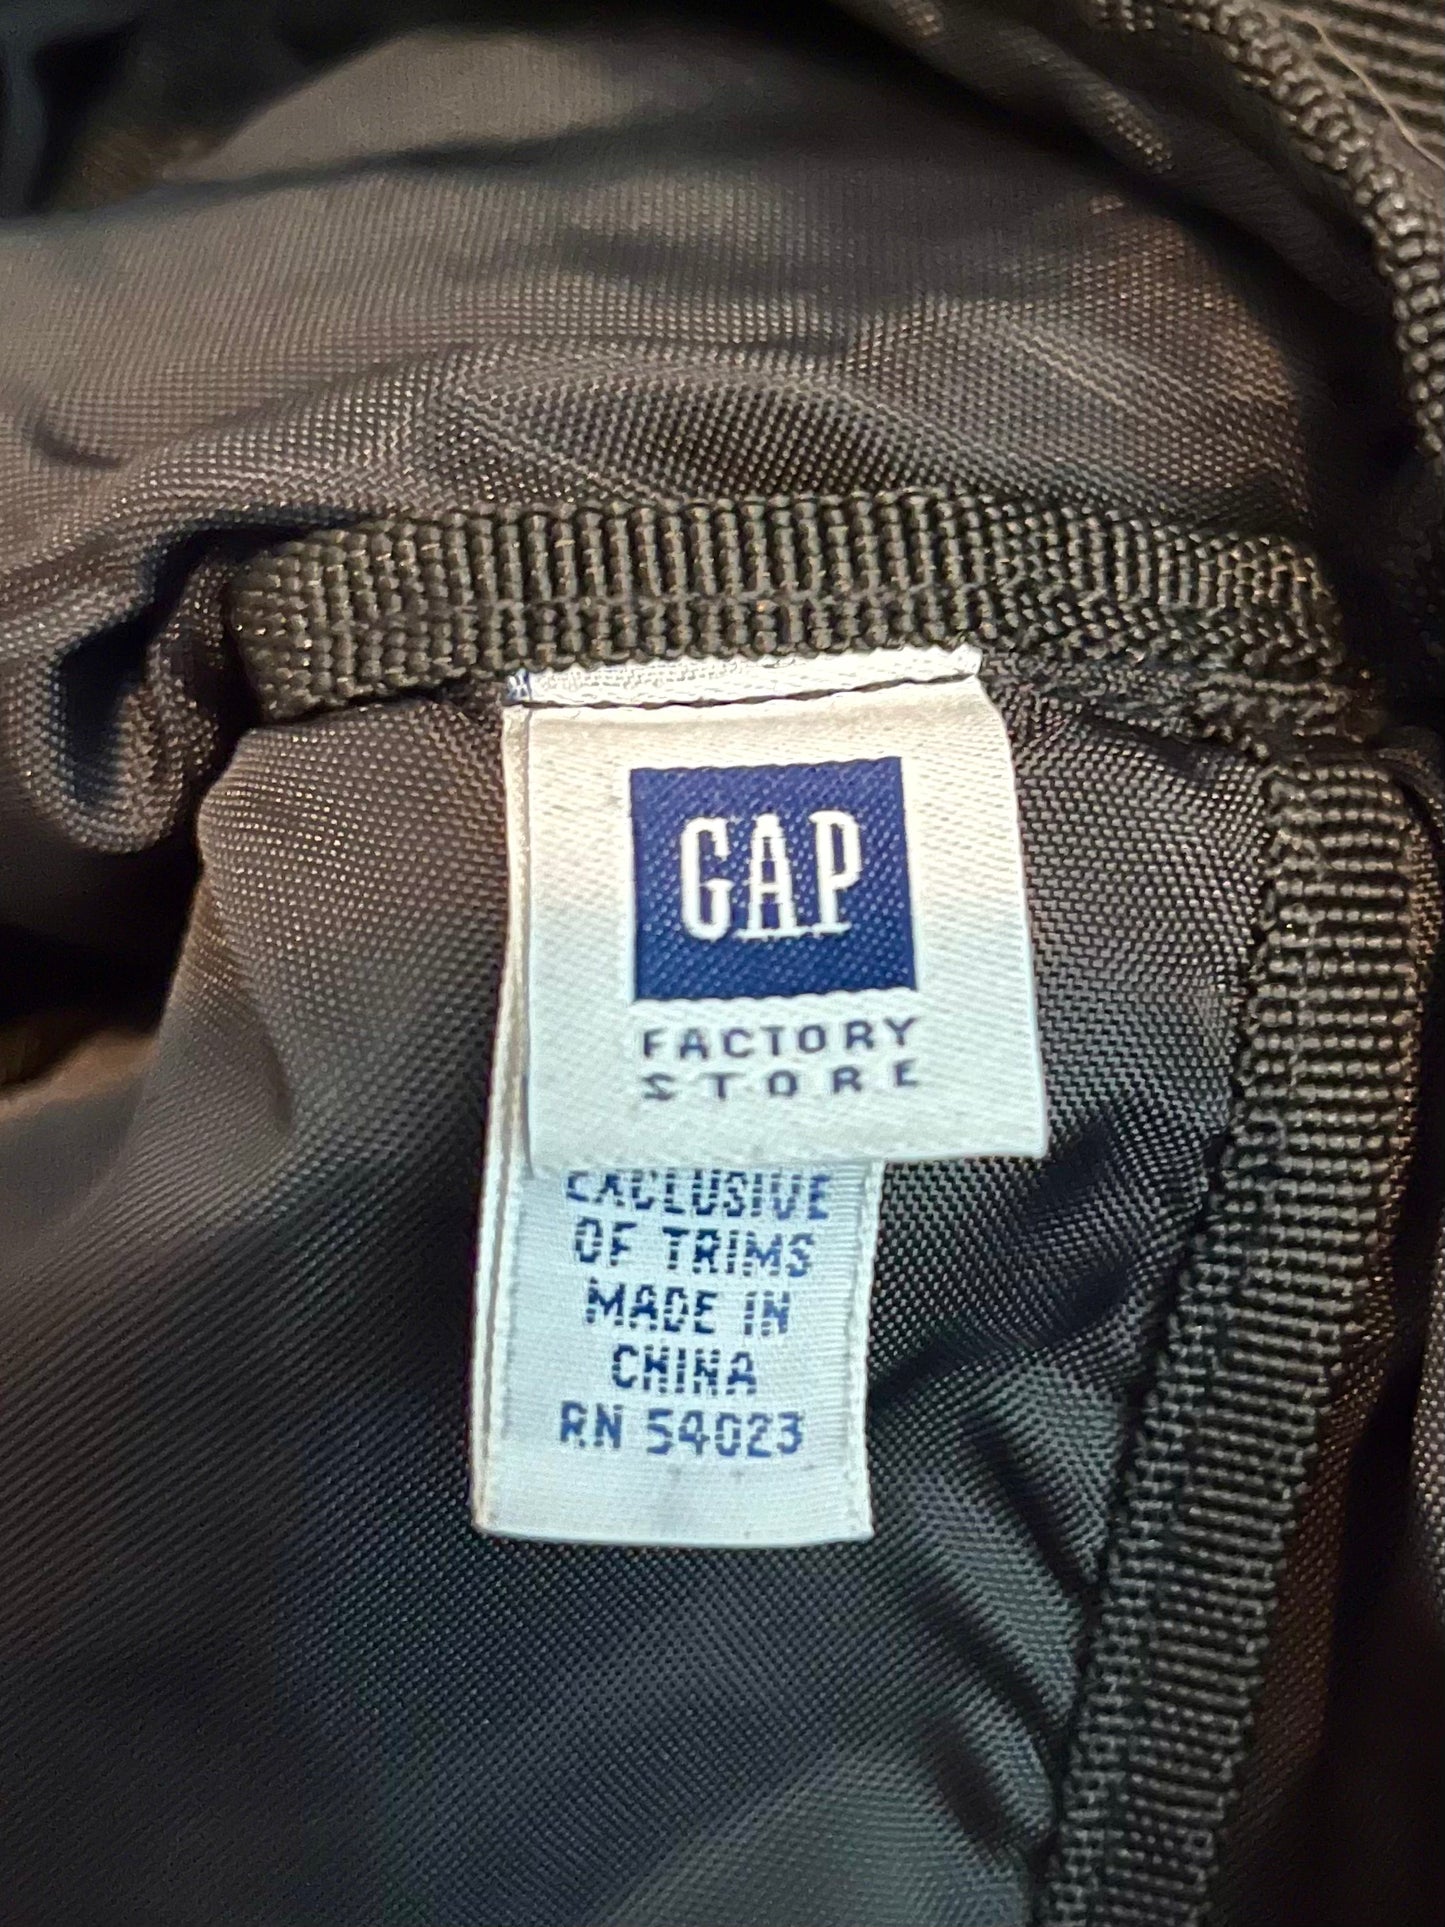 GAP
FACTORY
STORE
EXCLUSIVE
OF TRIMS
MADE IN
CHINA
RN 54023